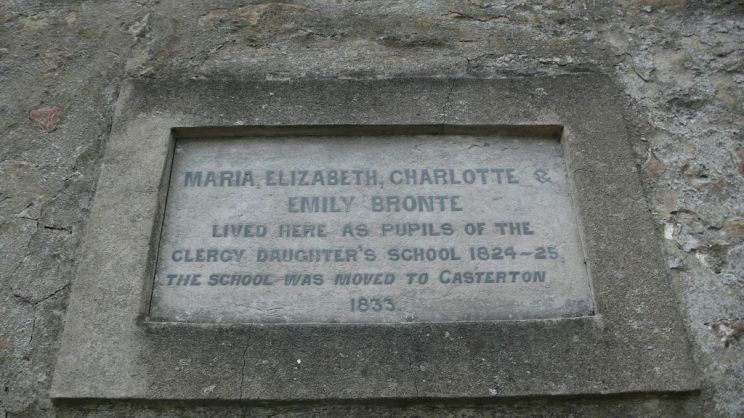 MARIA, ELIZABETH, CHARLOTTE &
EMILY BRONTE
LIVED HERE AS PUPILS OF THE
CLERGY DAUGHTER'S SCHOOL 1824-25.
THE SCHOOL WAS MOVED TO CASTERTON
1833.